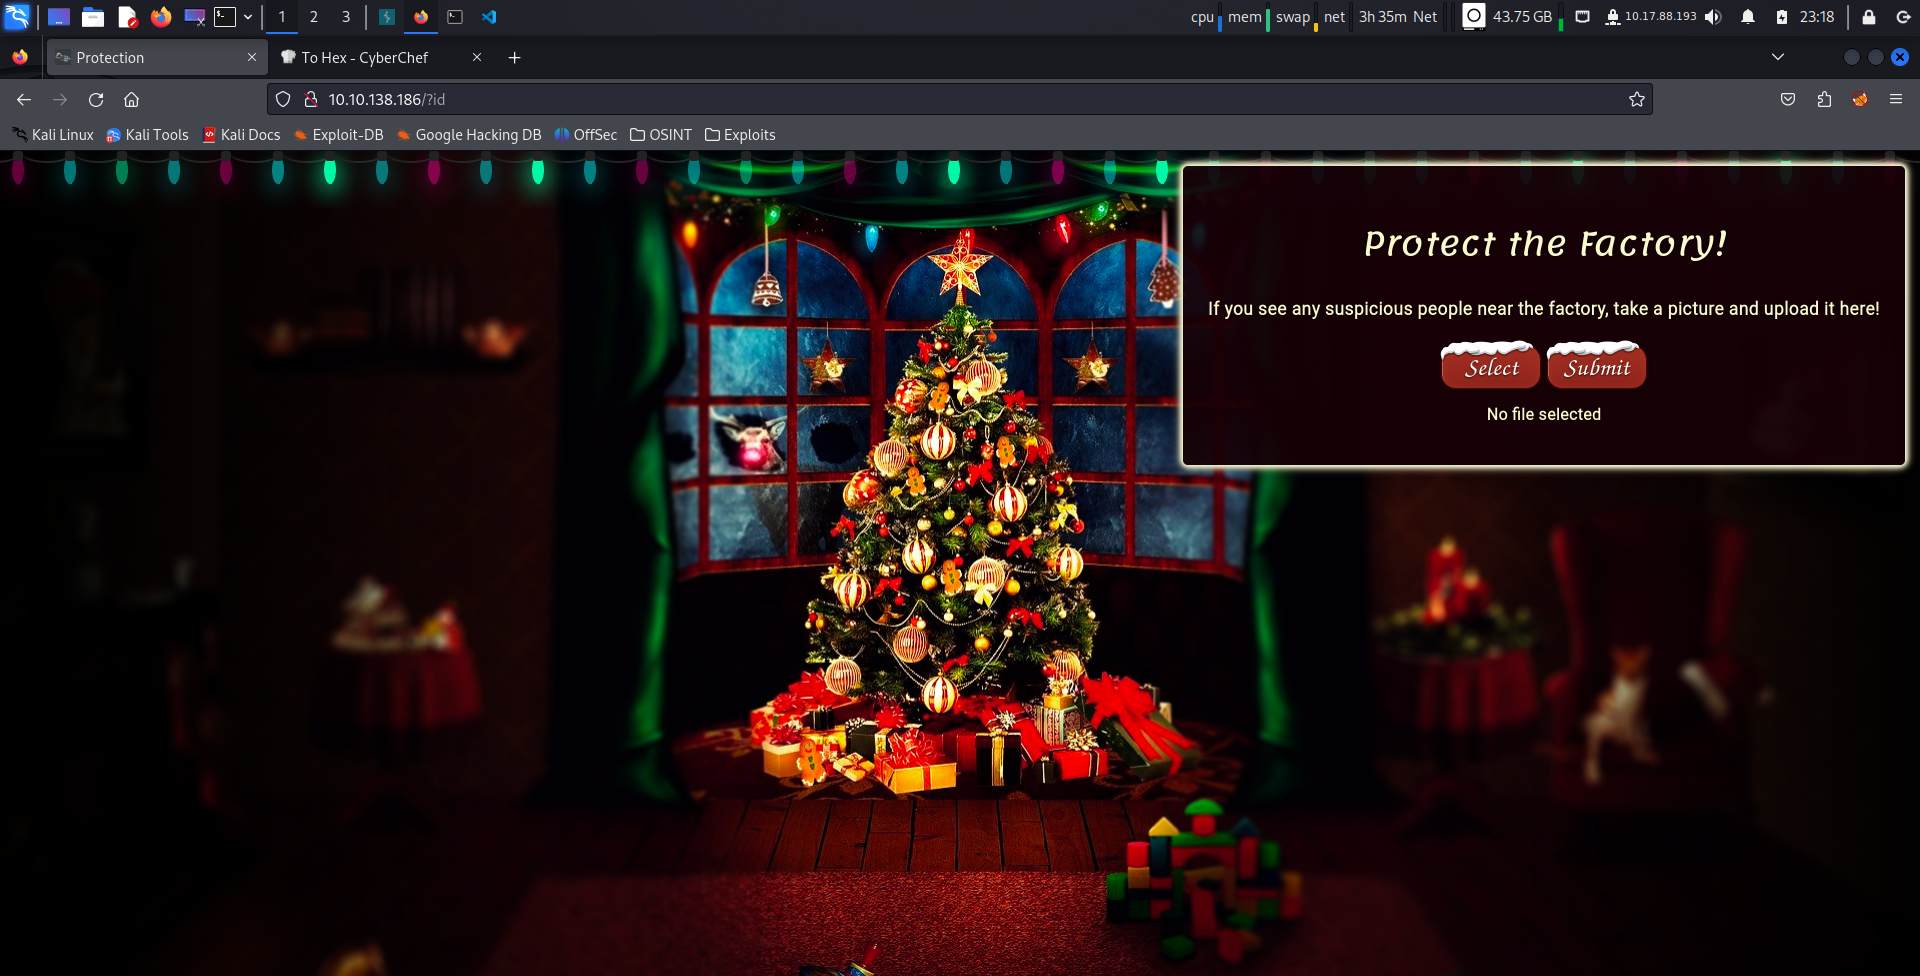 1 2 3 cpu mem swap net 3h 35m Net 43.75 GB 10.17.88.193 23:18
Protection To Hex - CyberChef
10.10.138.186/?id
Kali Linux Kali Tools Kali Docs Exploit-DB Google Hacking DB OffSec OSINT Exploits
Protect the Factory!
If you see any suspicious people near the factory, take a picture and upload it here!
Select Submit
No file selected